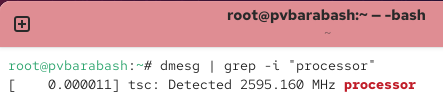 root@pvbarabash:~ — -bash
~
root@pvbarabash:~# dmesg | grep -i "processor"
[    0.000011] tsc: Detected 2595.160 MHz processor